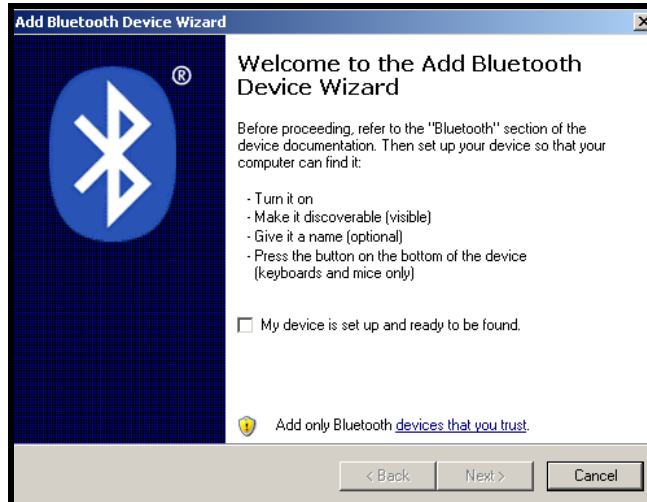 Add Bluetooth Device Wizard
®
Welcome to the Add Bluetooth
Device Wizard
Before proceeding, refer to the "Bluetooth" section of the
device documentation. Then set up your device so that your
computer can find it:
- Turn it on
- Make it discoverable (visible)
- Give it a name (optional)
- Press the button on the bottom of the device
(keyboards and mice only)
My device is set up and ready to be found.
Add only Bluetooth devices that you trust.
< Back Next > Cancel